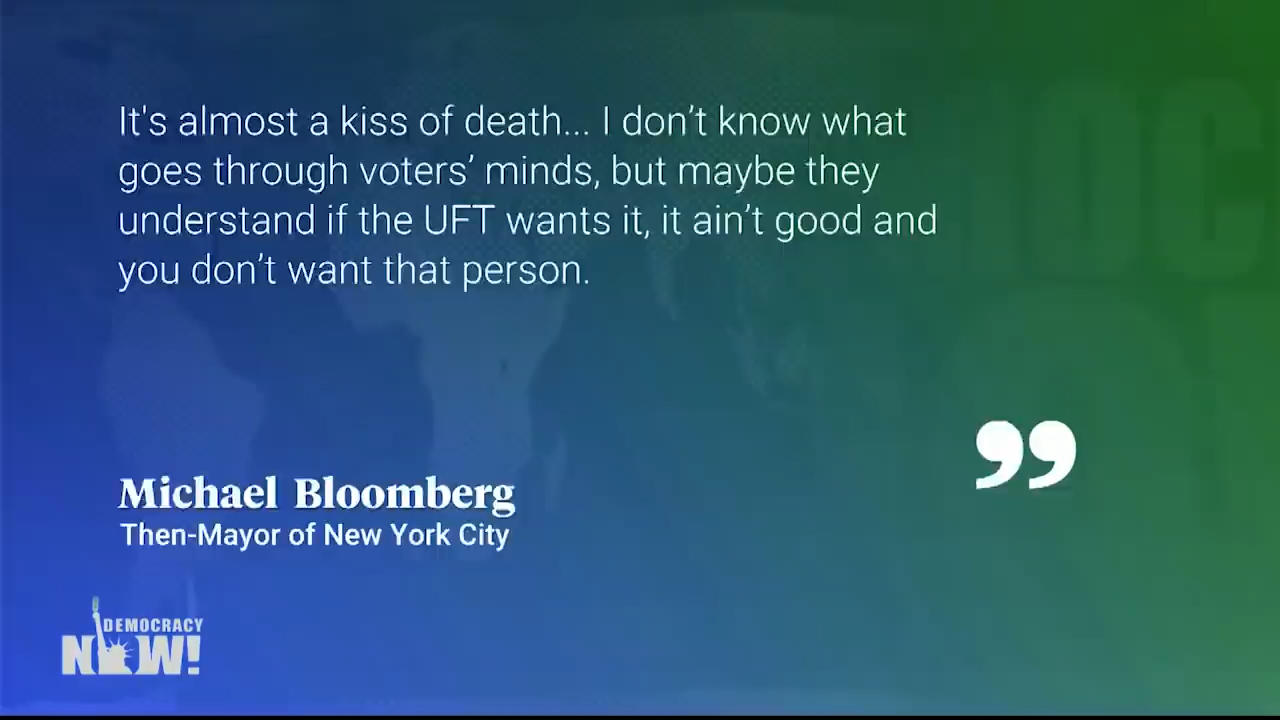 It's almost a kiss of death... I don’t know what
goes through voters’ minds, but maybe they
understand if the UFT wants it, it ain’t good and
you don’t want that person.
”
Michael Bloomberg
Then-Mayor of New York City
DEMOCRACY
NOW!